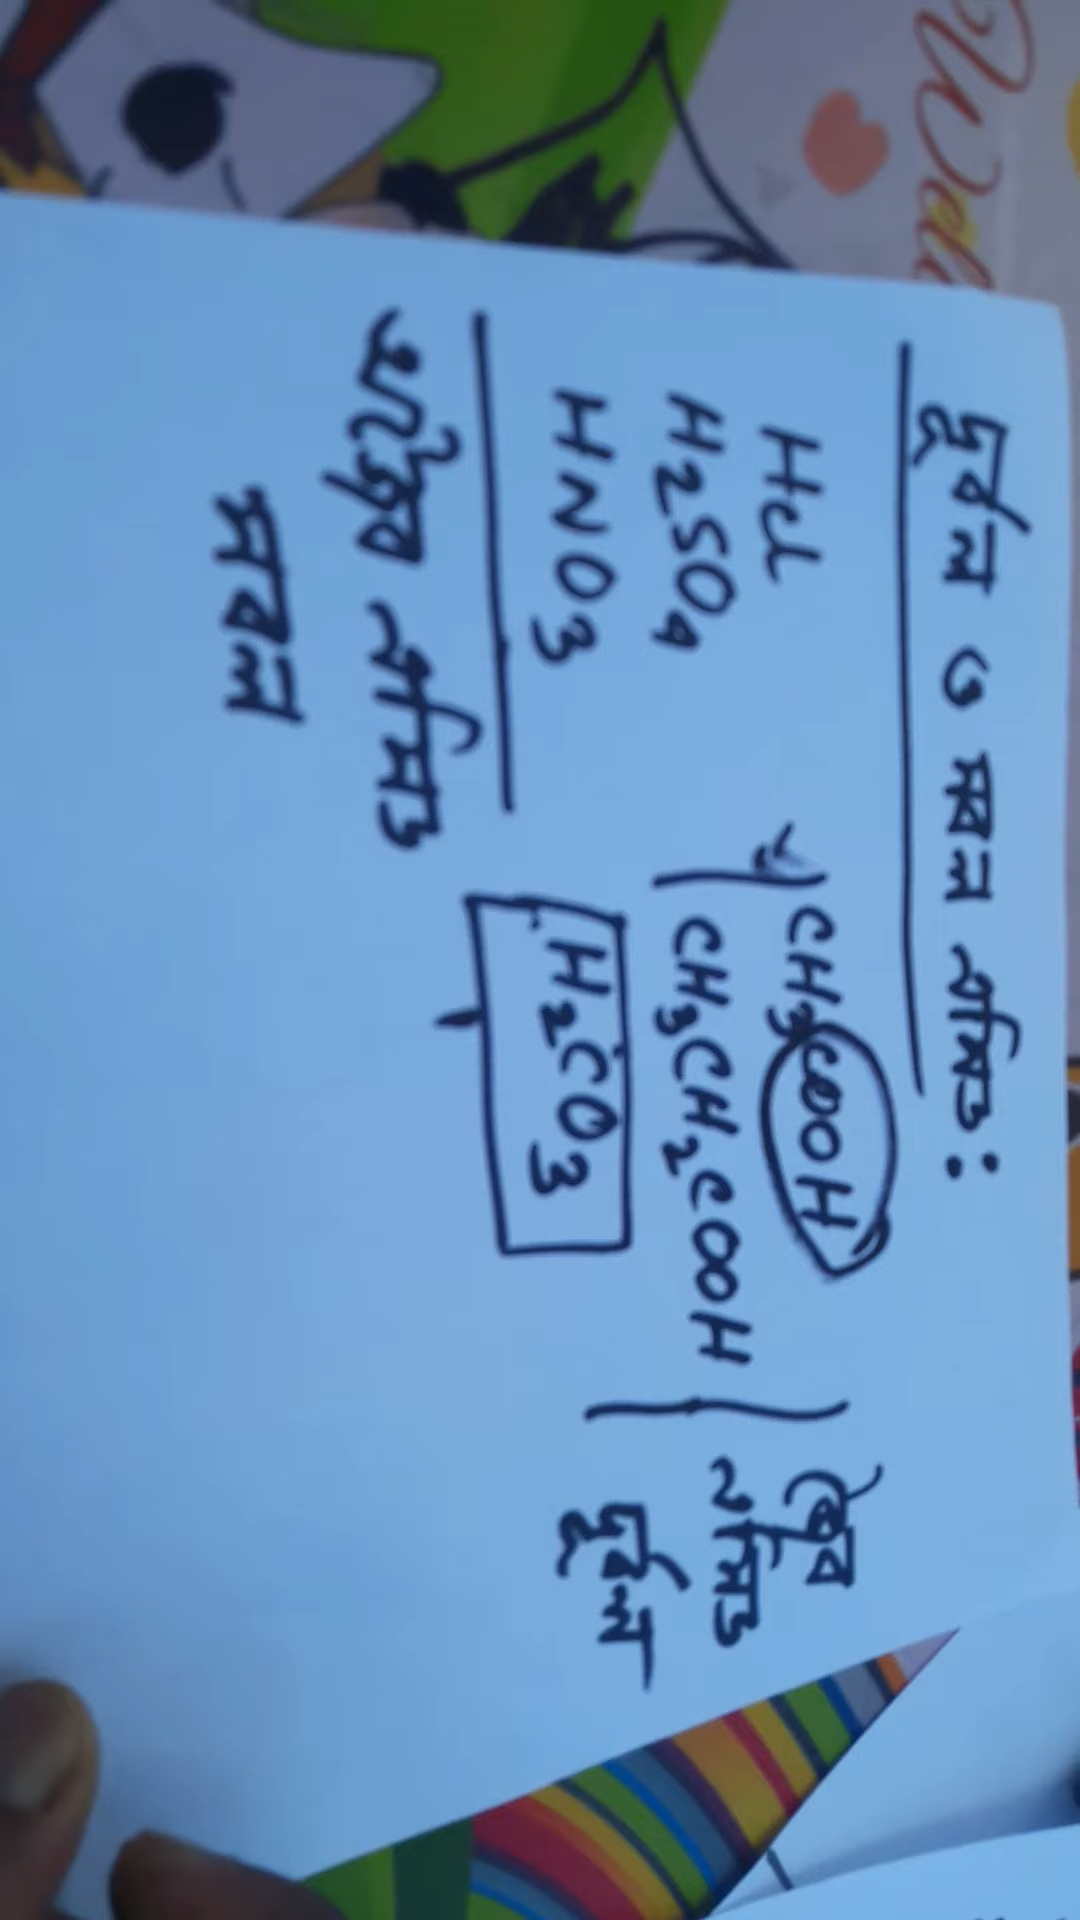 দুর্বল ও সবল এসিড:
HCl
H2SO4
HNO3
খনিজ এসিড
সবল
CH3COOH
CH3CH2COOH
H2CO3
জৈব
এসিড
দুর্বল